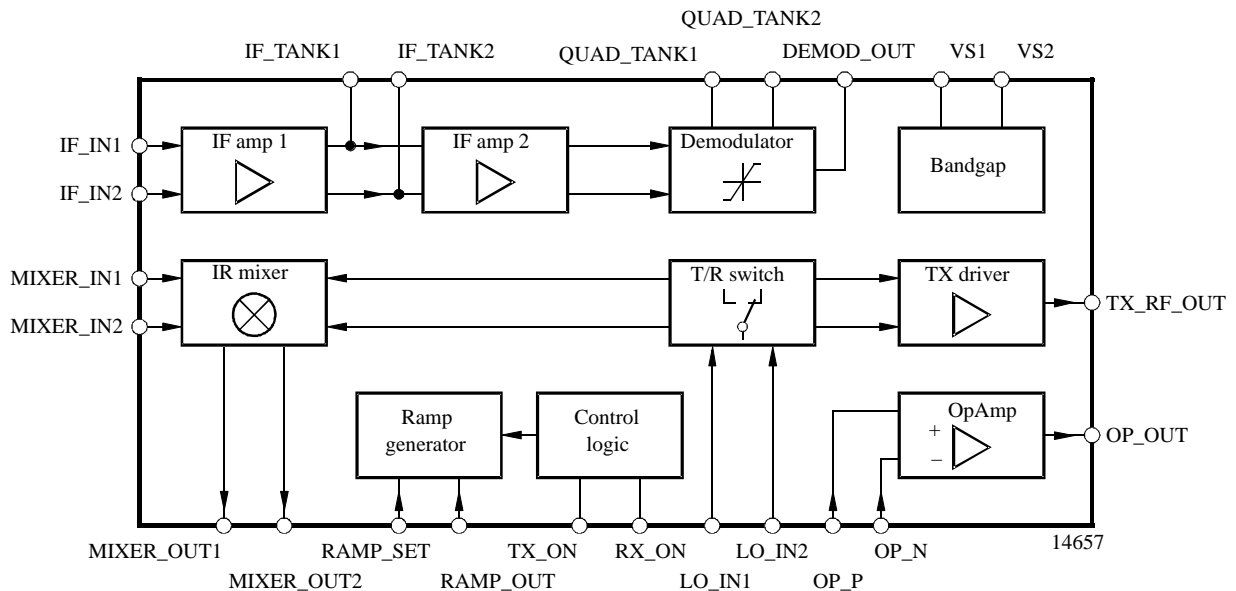 QUAD_TANK2
IF_TANK1
IF_TANK2
QUAD_TANK1
DEMOD_OUT
VS1
VS2
IF_IN1
IF_IN2
IF amp 1
IF amp 2
Demodulator
Bandgap
MIXER_IN1
MIXER_IN2
IR mixer
T/R switch
TX driver
TX_RF_OUT
Ramp
generator
Control
logic
OpAmp
+
−
OP_OUT
MIXER_OUT1
MIXER_OUT2
RAMP_SET
RAMP_OUT
TX_ON
RX_ON
LO_IN1
LO_IN2
OP_P
OP_N
14657